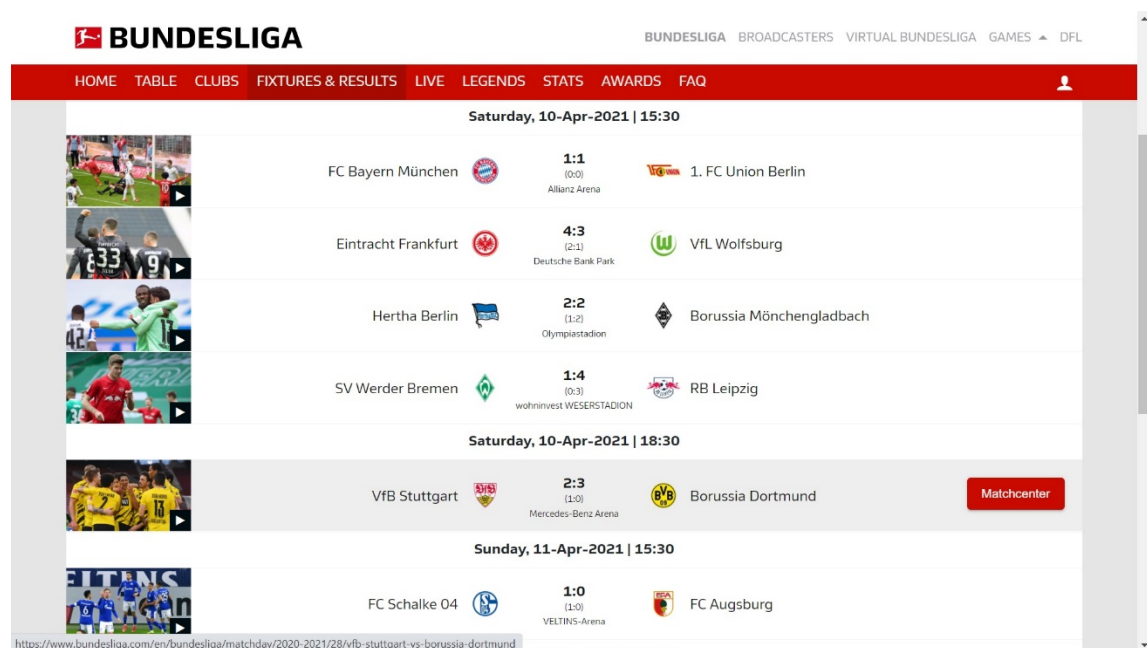 BUNDESLIGA
BUNDESLIGA BROADCASTERS VIRTUAL BUNDESLIGA GAMES DFL
HOME TABLE CLUBS FIXTURES & RESULTS LIVE LEGENDS STATS AWARDS FAQ
Saturday, 10-Apr-2021 | 15:30
FC Bayern München 1:1 1. FC Union Berlin
(0:0)
Allianz Arena
Eintracht Frankfurt 4:3 VfL Wolfsburg
(2:1)
Deutsche Bank Park
33 9
Hertha Berlin 2:2 Borussia Mönchengladbach
(1:2)
Olympiastadion
42
SV Werder Bremen 1:4 RB Leipzig
(0:3)
wohninvest WESERSTADION
Saturday, 10-Apr-2021 | 18:30
VfB Stuttgart 2:3 BVB 09 Borussia Dortmund Matchcenter
(1:0)
Mercedes-Benz Arena
13
Sunday, 11-Apr-2021 | 15:30
FC Schalke 04 1:0 FC Augsburg
(1:0)
VELTINS-Arena
https://www.bundesliga.com/en/bundesliga/matchday/2020-2021/28/vfb-stuttgart-vs-borussia-dortmund